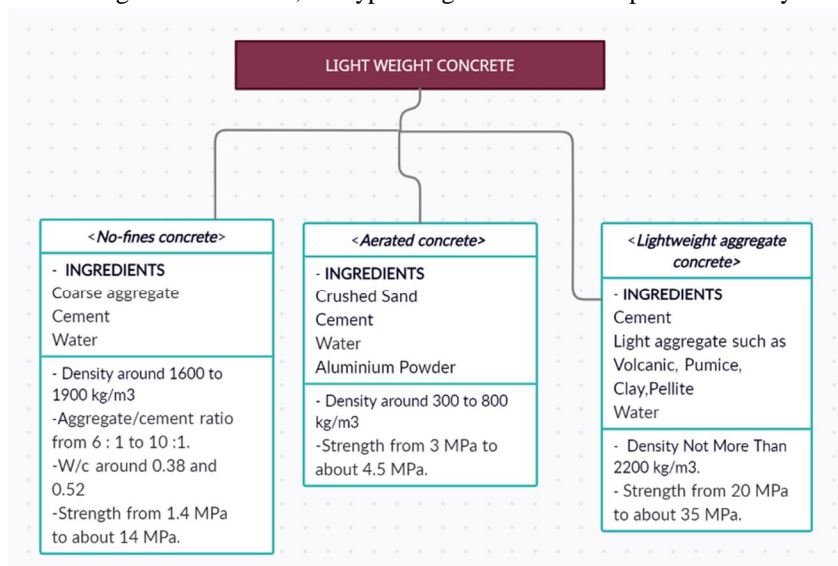 LIGHT WEIGHT CONCRETE
<No-fines concrete>
- INGREDIENTS
Coarse aggregate
Cement
Water
- Density around 1600 to
1900 kg/m3
-Aggregate/cement ratio
from 6 : 1 to 10 :1.
-W/c around 0.38 and
0.52
-Strength from 1.4 MPa
to about 14 MPa.
<Aerated concrete>
- INGREDIENTS
Crushed Sand
Cement
Water
Aluminium Powder
- Density around 300 to 800
kg/m3
-Strength from 3 MPa to
about 4.5 MPa.
<Lightweight aggregate
concrete>
- INGREDIENTS
Cement
Light aggregate such as
Volcanic, Pumice,
Clay,Pellite
Water
- Density Not More Than
2200 kg/m3.
- Strength from 20 MPa
to about 35 MPa.